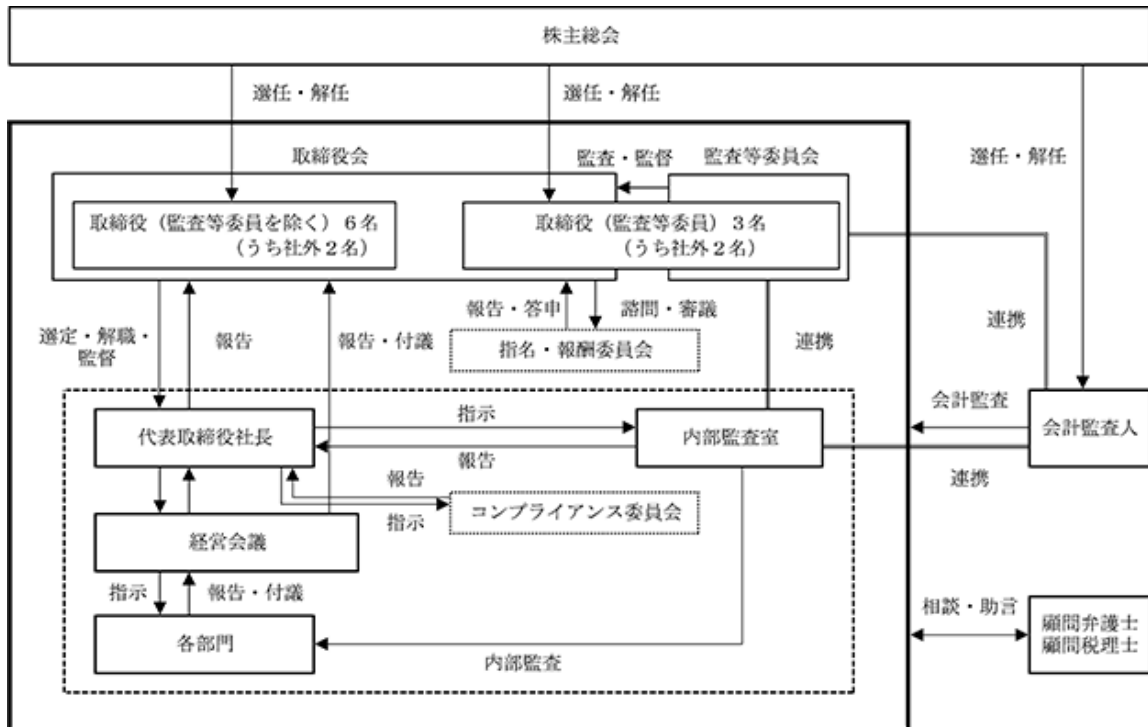 株主総会
選任・解任
選任・解任
選任・解任
取締役会
監査・監督
監査等委員会
取締役（監査等委員を除く）６名
（うち社外２名）
取締役（監査等委員）３名
（うち社外２名）
選定・解職・
監督
報告
報告・付議
報告・答申
諮問・審議
指名・報酬委員会
連携
連携
代表取締役社長
指示
報告
内部監査室
会計監査
会計監査人
連携
報告
指示
コンプライアンス委員会
経営会議
指示
報告・付議
各部門
内部監査
相談・助言
顧問弁護士
顧問税理士